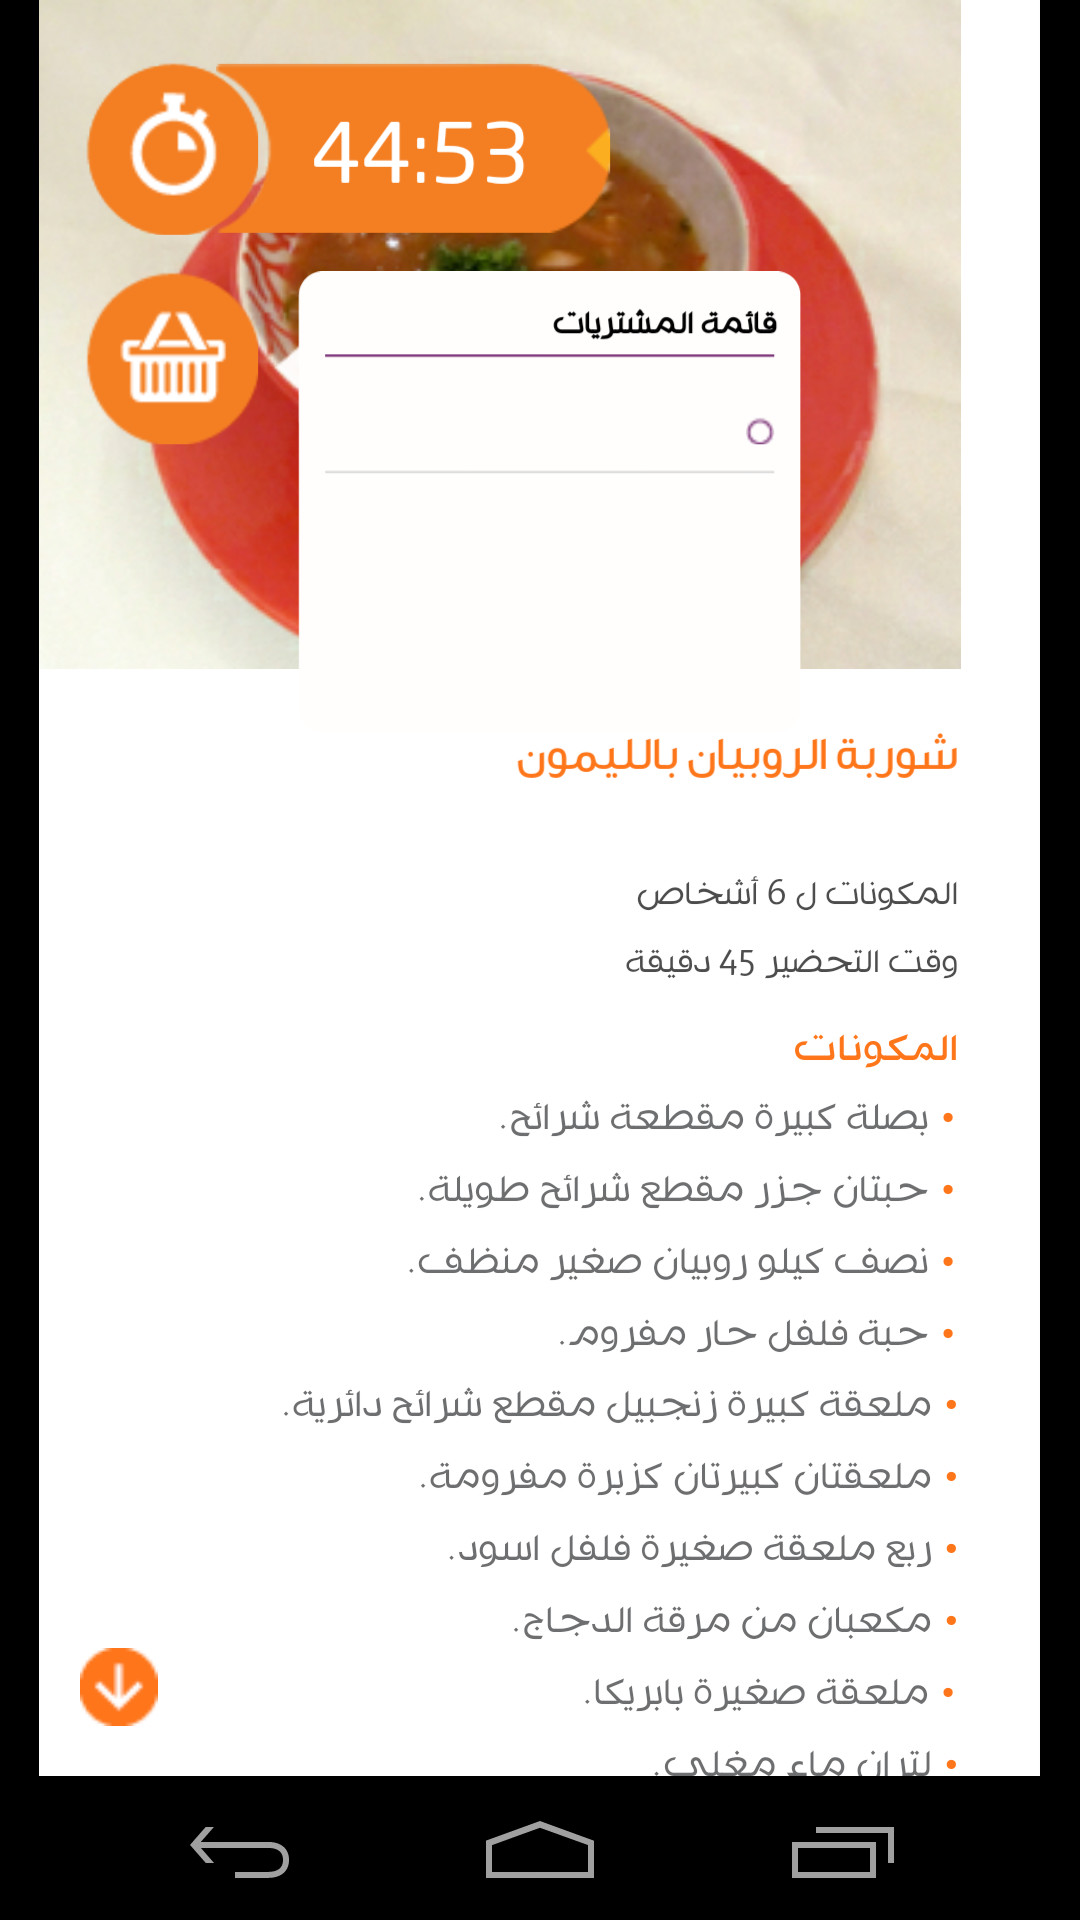 44:53
قائمة المشتريات
شوربة الروبيان بالليمون
المكونات ل 6 أشخاص
وقت التحضير 45 دقيقة
المكونات
• بصلة كبيرة مقطعة شرائح.
• حبتان جزر مقطع شرائح طويلة.
• نصف كيلو روبيان صغير منظف.
• حبة فلفل حار مفروم.
• ملعقة كبيرة زنجبيل مقطع شرائح دائرية.
• ملعقتان كبيرتان كزبرة مفرومة.
• ربع ملعقة صغيرة فلفل اسود.
• مكعبان من مرقة الدجاج.
• ملعقة صغيرة بابريكا.
• لتران ماء مغلي.